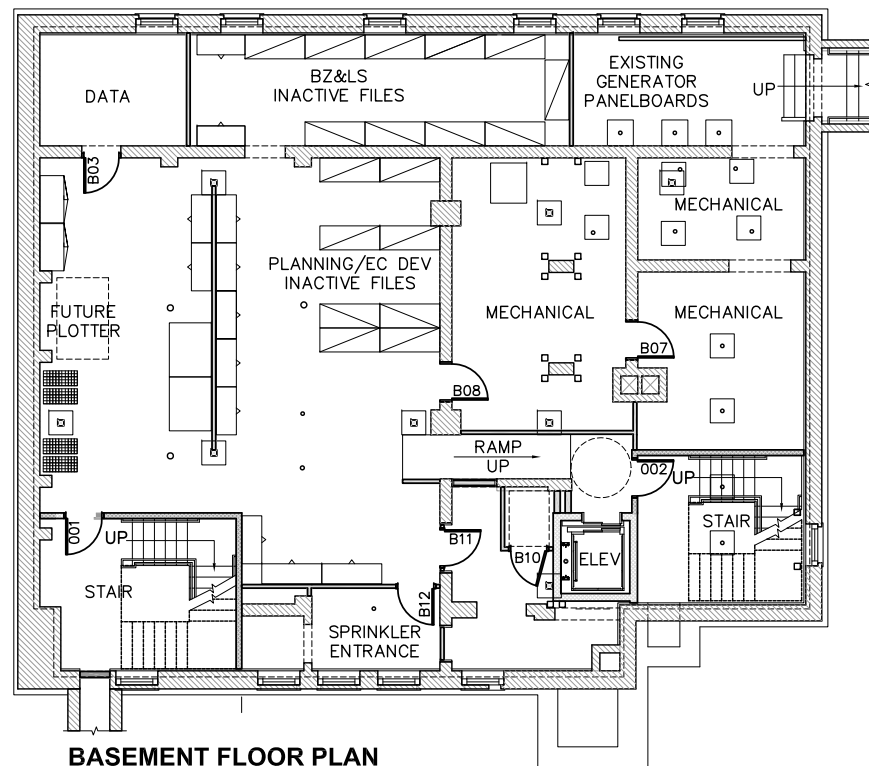 DATA
BZ&LS
INACTIVE FILES
EXISTING
GENERATOR
PANELBOARDS
UP
B03
MECHANICAL
PLANNING/EC DEV
INACTIVE FILES
FUTURE
PLOTTER
MECHANICAL
MECHANICAL
B07
B08
RAMP
UP
002
UP
001
UP
STAIR
B11
B10
ELEV
STAIR
B12
SPRINKLER
ENTRANCE
BASEMENT FLOOR PLAN